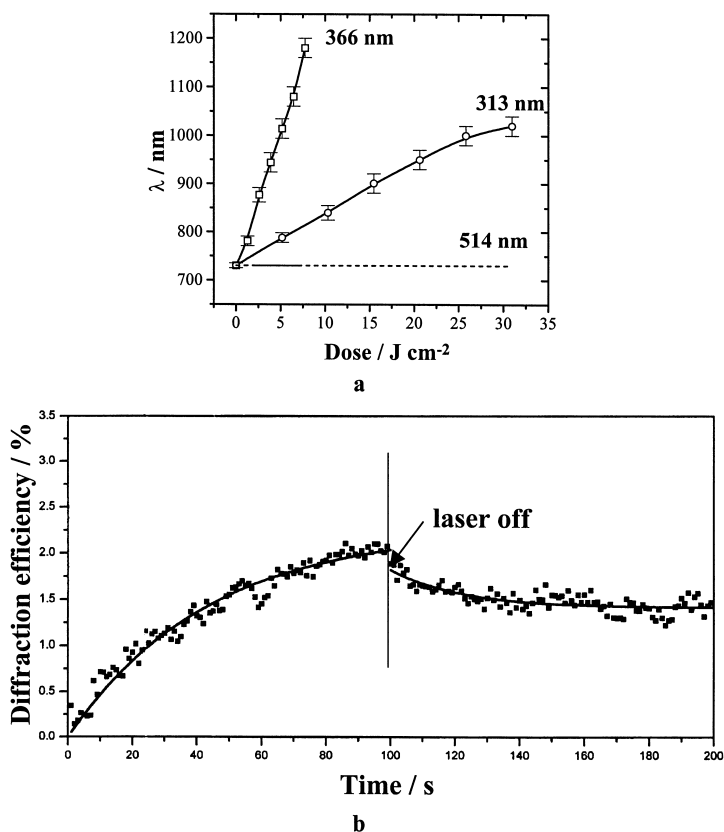 1200
366 nm
1100
313 nm
1000
λ / nm
900
800
514 nm
700
0 5 10 15 20 25 30 35
Dose / J cm-2
a
3.5
3.0
2.5
laser off
2.0
1.5
1.0
0.5
0.0
Diffraction efficiency / %
0 20 40 60 80 100 120 140 160 180 200
Time / s
b